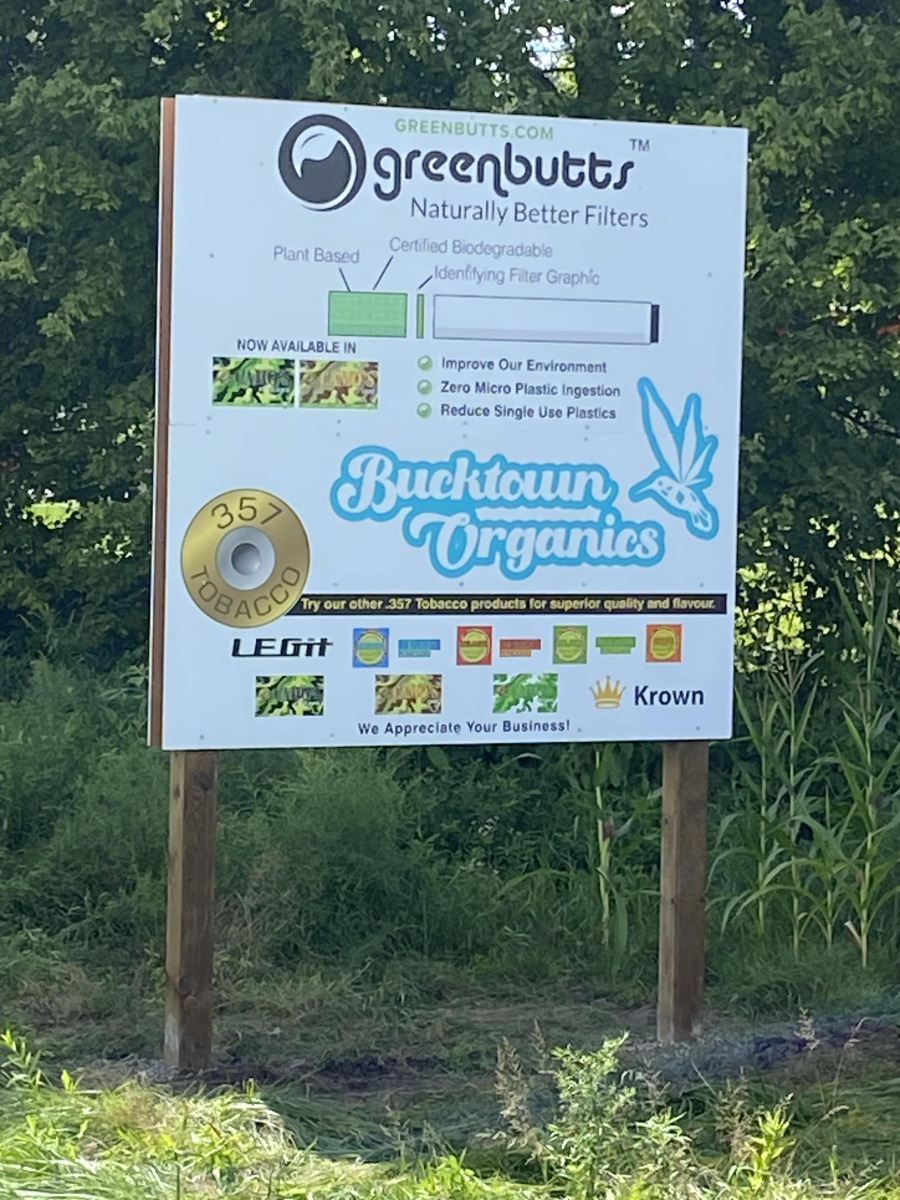 GREENBUTTS.COM
greenbutts™
Naturally Better Filters
Plant Based
Certified Biodegradable
Identifying Filter Graphic
NOW AVAILABLE IN
Improve Our Environment
Zero Micro Plastic Ingestion
Reduce Single Use Plastics
Bucktown
Organics
357
TOBACCO
Try our other .357 Tobacco products for superior quality and flavour.
LEGit
Krown
We Appreciate Your Business!